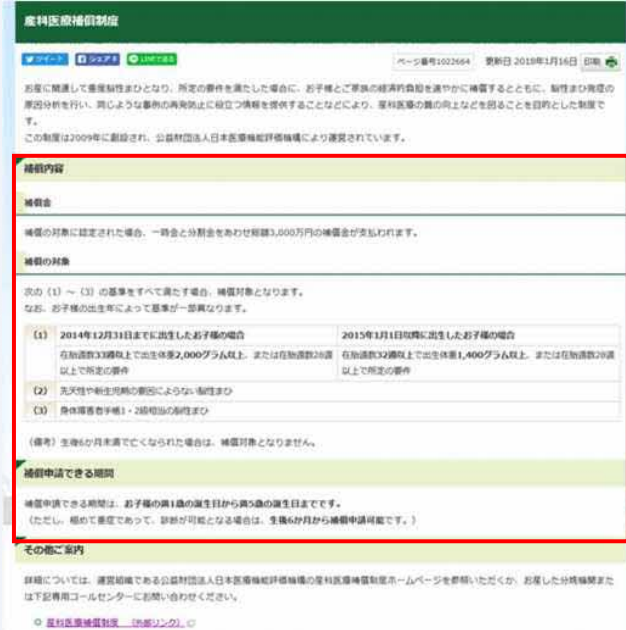 産科医療補償制度
ツイート シェア LINEで送る
ページ番号1022664 更新日 2018年1月16日 印刷
お産に関連して重度脳性まひとなり、所定の要件を満たした場合に、お子様とご家族の経済的負担を速やかに補償するとともに、脳性まひ発症の
原因分析を行い、同じような事例の再発防止に役立つ情報を提供することなどにより、産科医療の質の向上などを図ることを目的とした制度で
す。
この制度は2009年に創設され、公益財団法人日本医療機能評価機構により運営されています。
補償内容
補償金
補償の対象に認定された場合、一時金と分割金をあわせ総額3,000万円の補償金が支払われます。
補償の対象
次の（1）～（3）の基準をすべて満たす場合、補償対象となります。
なお、お子様の出生年によって基準が一部異なります。
(1) 2014年12月31日までに出生したお子様の場合 2015年1月1日以降に出生したお子様の場合
在胎週数33週以上で出生体重2,000グラム以上、または在胎週数28週 在胎週数32週以上で出生体重1,400グラム以上、または在胎週数28週
以上で所定の要件 以上で所定の要件
(2) 先天性や新生児期の要因によらない脳性まひ
(3) 身体障害者手帳1・2級相当の脳性まひ
（備考）生後6か月未満で亡くなられた場合は、補償対象となりません。
補償申請できる期間
補償申請できる期間は、お子様の満1歳の誕生日から満5歳の誕生日までです。
（ただし、極めて重症であって、診断が可能となる場合は、生後6か月から補償申請可能です。）
その他ご案内
詳細については、運営組織である公益財団法人日本医療機能評価機構の産科医療補償制度ホームページを参照いただくか、お産した分娩機関また
は下記専用コールセンターにお問い合わせください。
産科医療補償制度 （外部リンク）